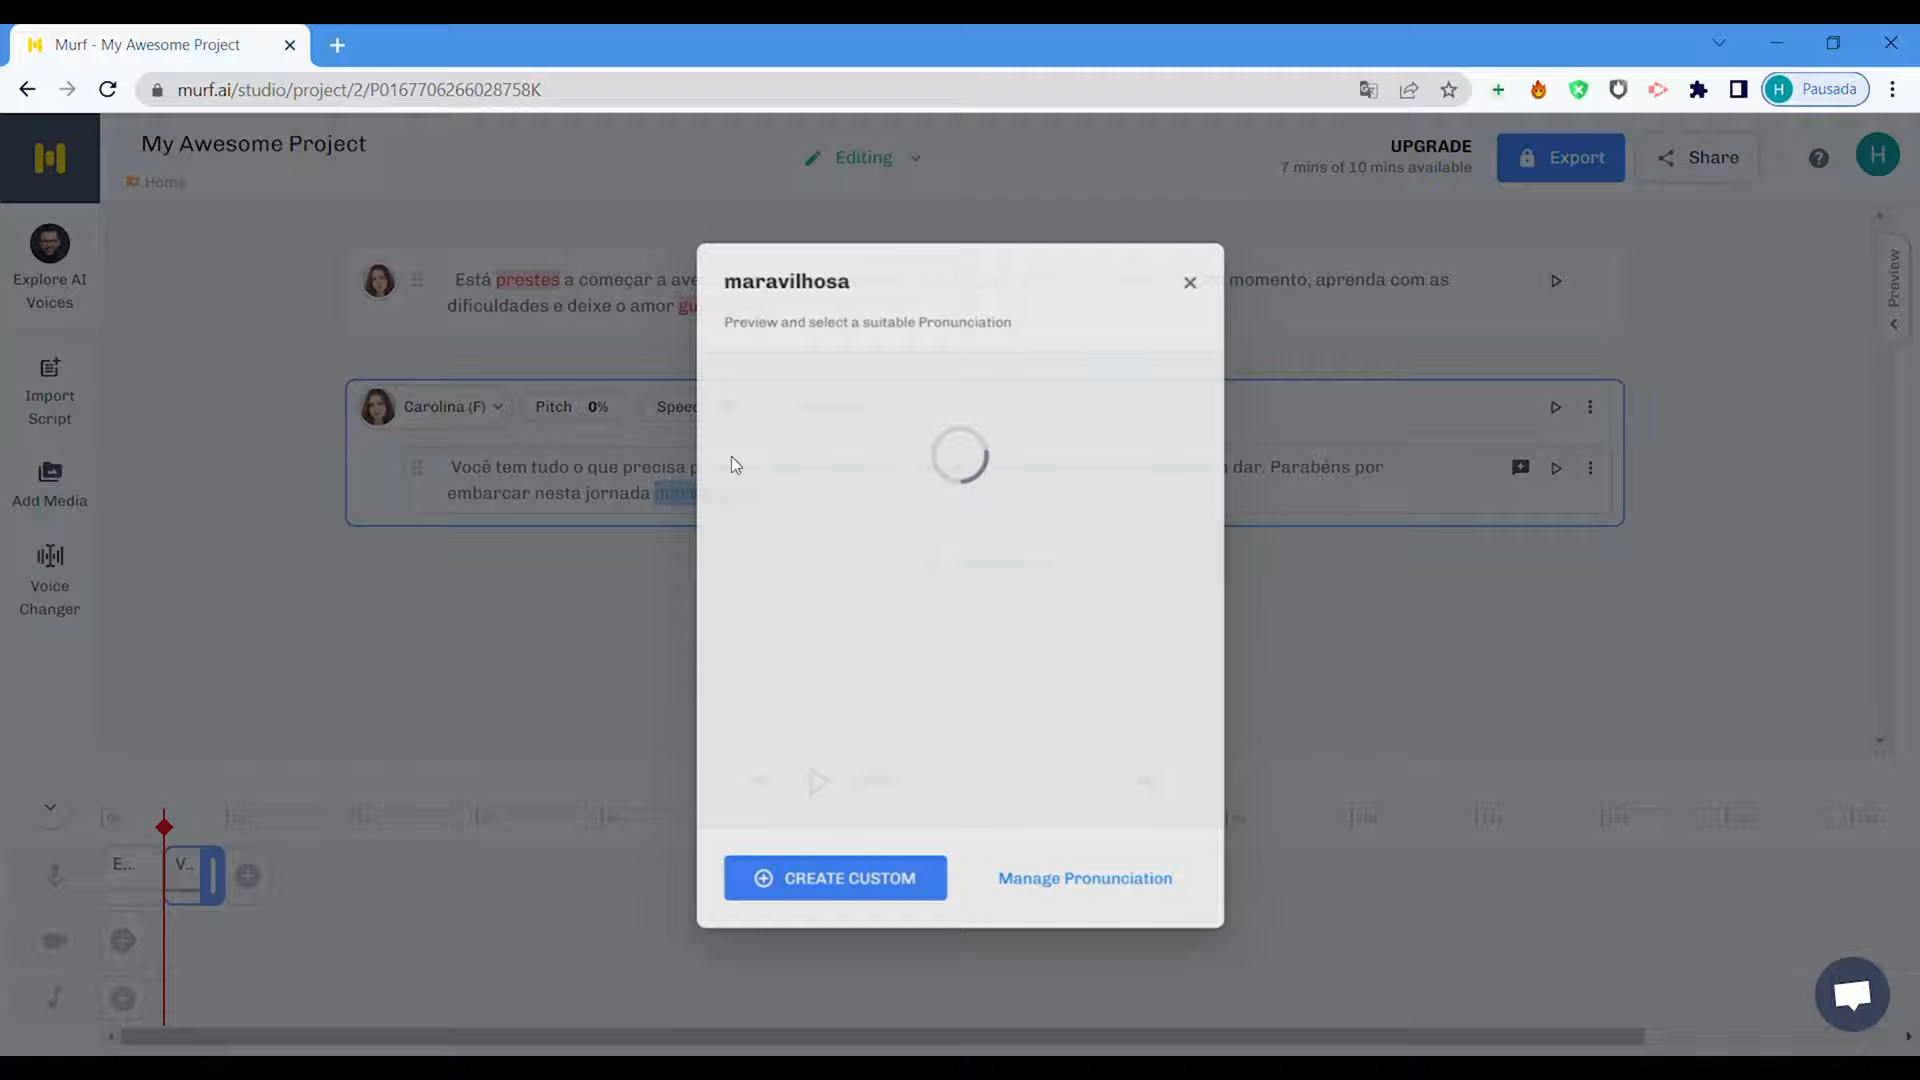 Murf - My Awesome Project
murf.ai/studio/project/2/P0167706266028758K
H Pausada
My Awesome Project
Home
Editing
UPGRADE
7 mins of 10 mins available
Export
Share
H
Explore AI
Voices
Import
Script
Add Media
Voice
Changer
Está prestes a começar a ave
momento, aprenda com as
dificuldades e deixe o amor gu
Carolina (F)
Pitch 0%
Speed
Você tem tudo o que precisa p
dar. Parabéns por
embarcar nesta jornada
Preview
maravilhosa
Preview and select a suitable Pronunciation
CREATE CUSTOM
Manage Pronunciation
E...
V..